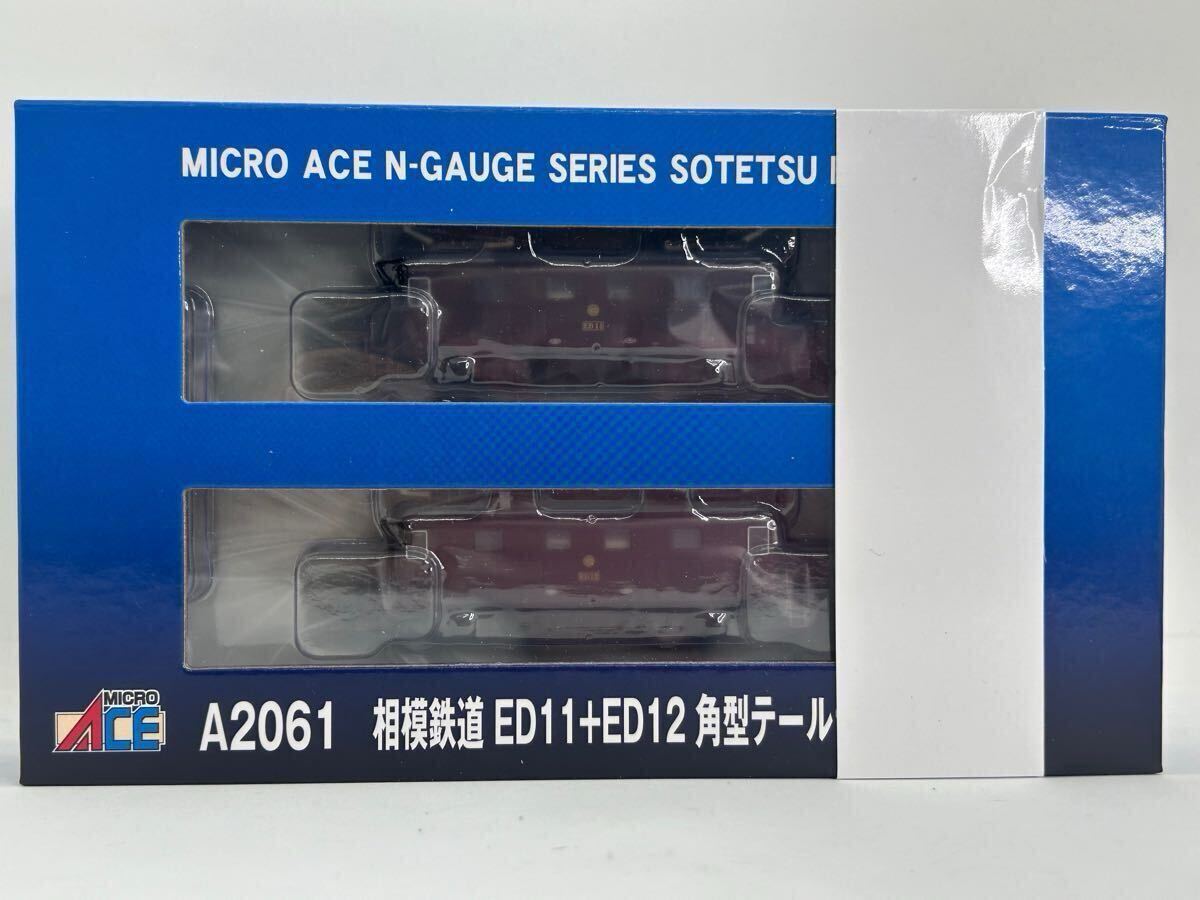 MICRO ACE N-GAUGE SERIES SOTETSU
MICRO
ACE
A2061 相模鉄道 ED11+ED12 角型テール